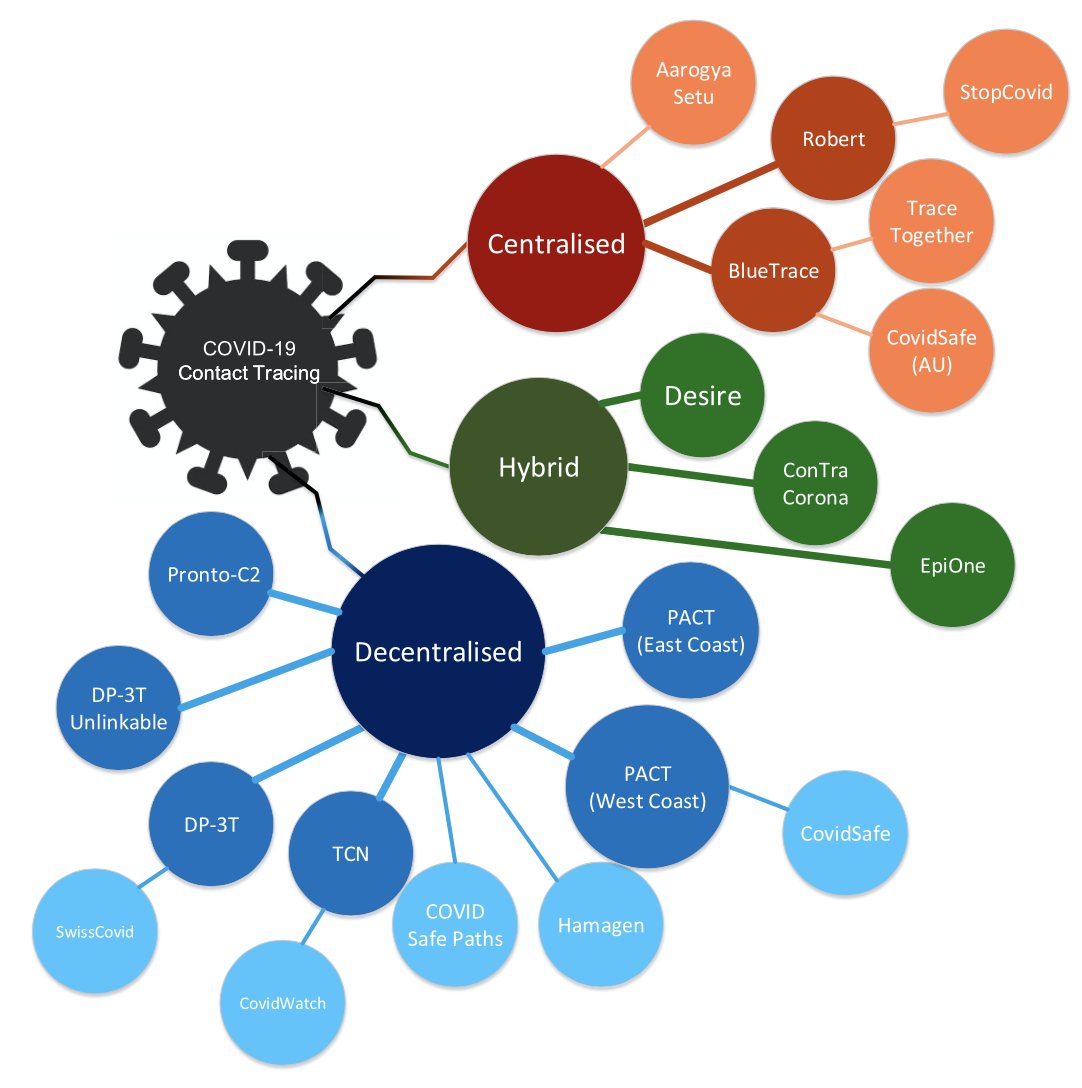 Aarogya
Setu
StopCovid
Robert
Trace
Together
Centralised
BlueTrace
CovidSafe
(AU)
COVID-19
Contact Tracing
Desire
Hybrid
ConTra
Corona
EpiOne
Pronto-C2
PACT
(East Coast)
Decentralised
DP-3T
Unlinkable
PACT
(West Coast)
DP-3T
TCN
CovidSafe
COVID
Safe Paths
Hamagen
SwissCovid
CovidWatch